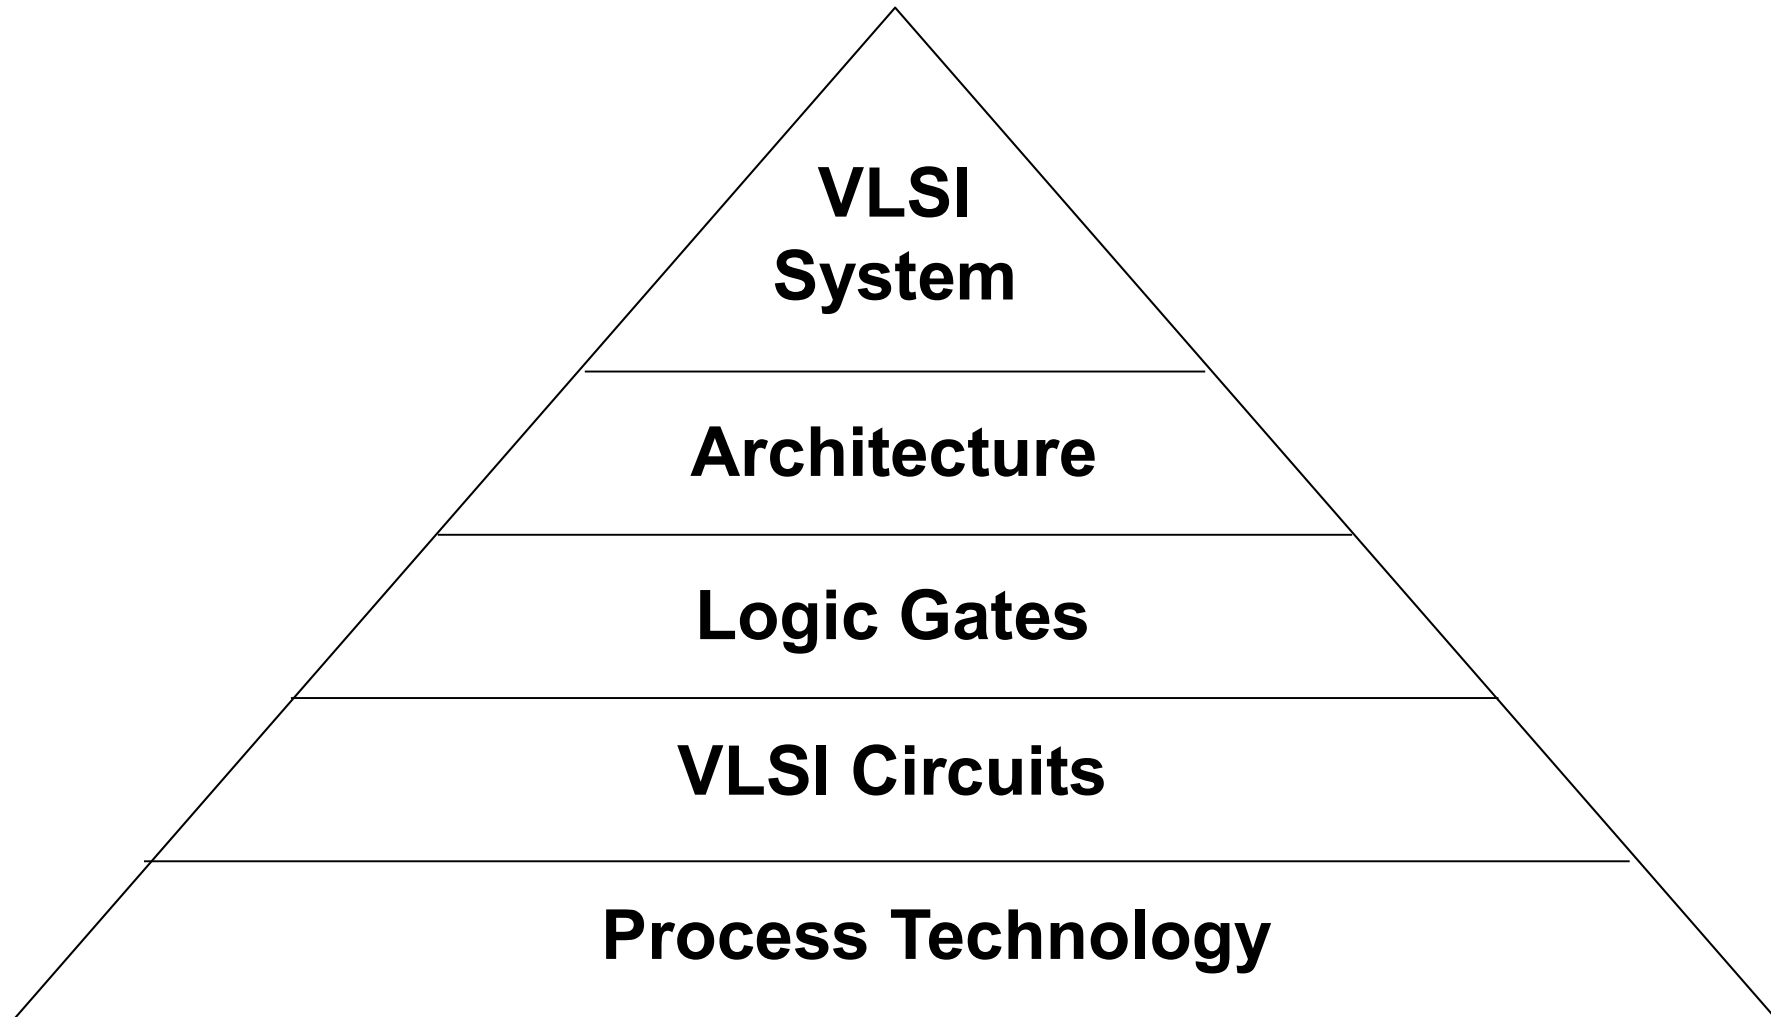 VLSI
System
Architecture
Logic Gates
VLSI Circuits
Process Technology